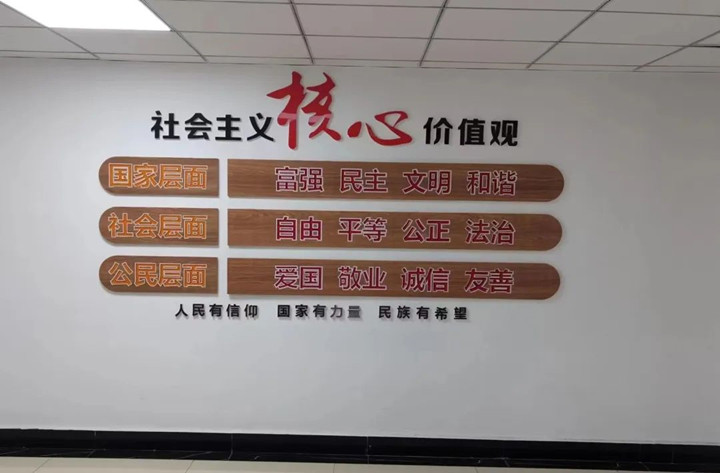 社会主义核心价值观
国家层面 富强 民主 文明 和谐
社会层面 自由 平等 公正 法治
公民层面 爱国 敬业 诚信 友善
人民有信仰 国家有力量 民族有希望